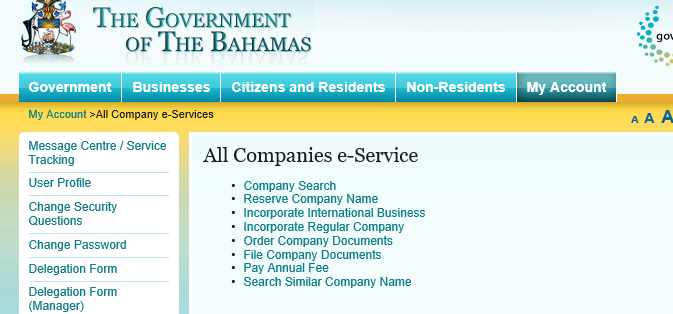 THE GOVERNMENT
OF THE BAHAMAS
gov
Government
Businesses
Citizens and Residents
Non-Residents
My Account
My Account >All Company e-Services
A A A
Message Centre / Service
Tracking
User Profile
Change Security
Questions
Change Password
Delegation Form
Delegation Form
(Manager)
All Companies e-Service
• Company Search
• Reserve Company Name
• Incorporate International Business
• Incorporate Regular Company
• Order Company Documents
• File Company Documents
• Pay Annual Fee
• Search Similar Company Name